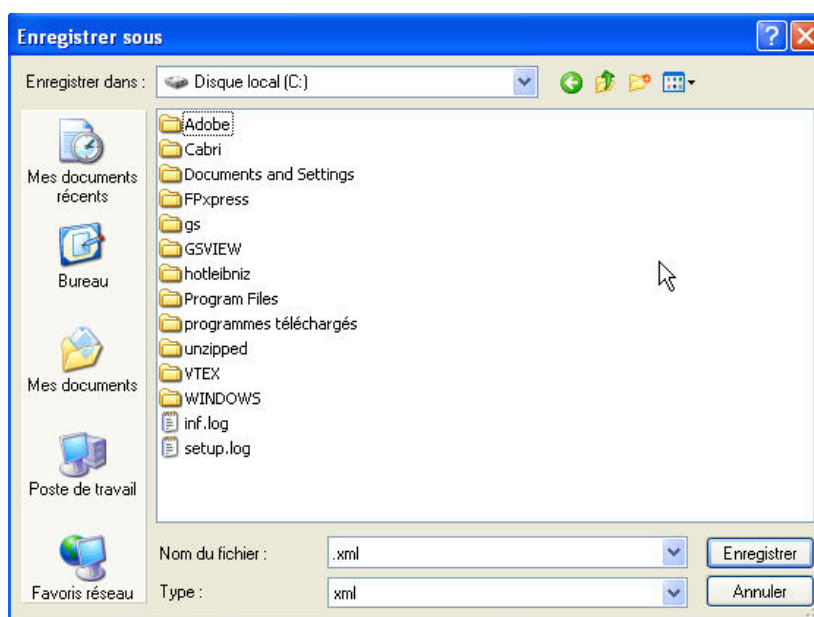 Enregistrer sous
Enregistrer dans : Disque local (C:)
Mes documents
récents
Bureau
Mes documents
Poste de travail
Favoris réseau
Adobe
Cabri
Documents and Settings
FPxpress
gs
GSVIEW
hotleibniz
Program Files
programmes téléchargés
unzipped
VTEX
WINDOWS
inf.log
setup.log
Nom du fichier : .xml Enregistrer
Type : xml Annuler